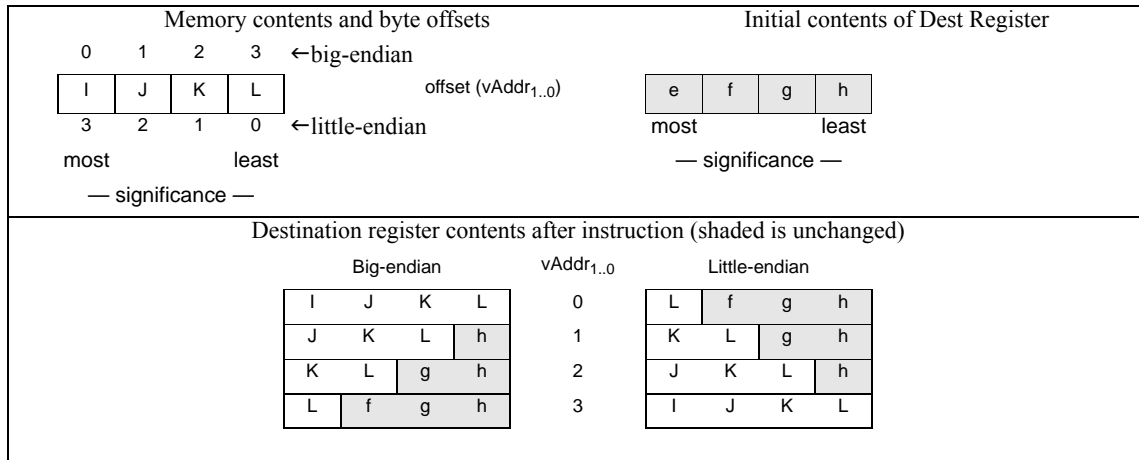 Memory contents and byte offsets Initial contents of Dest Register
0 1 2 3 ←big-endian
I J K L offset (vAddr1..0) e f g h
3 2 1 0 ←little-endian most least
most least — significance —
— significance —
Destination register contents after instruction (shaded is unchanged)
Big-endian vAddr1..0 Little-endian
I J K L 0 L f g h
J K L h 1 K L g h
K L g h 2 J K L h
L f g h 3 I J K L